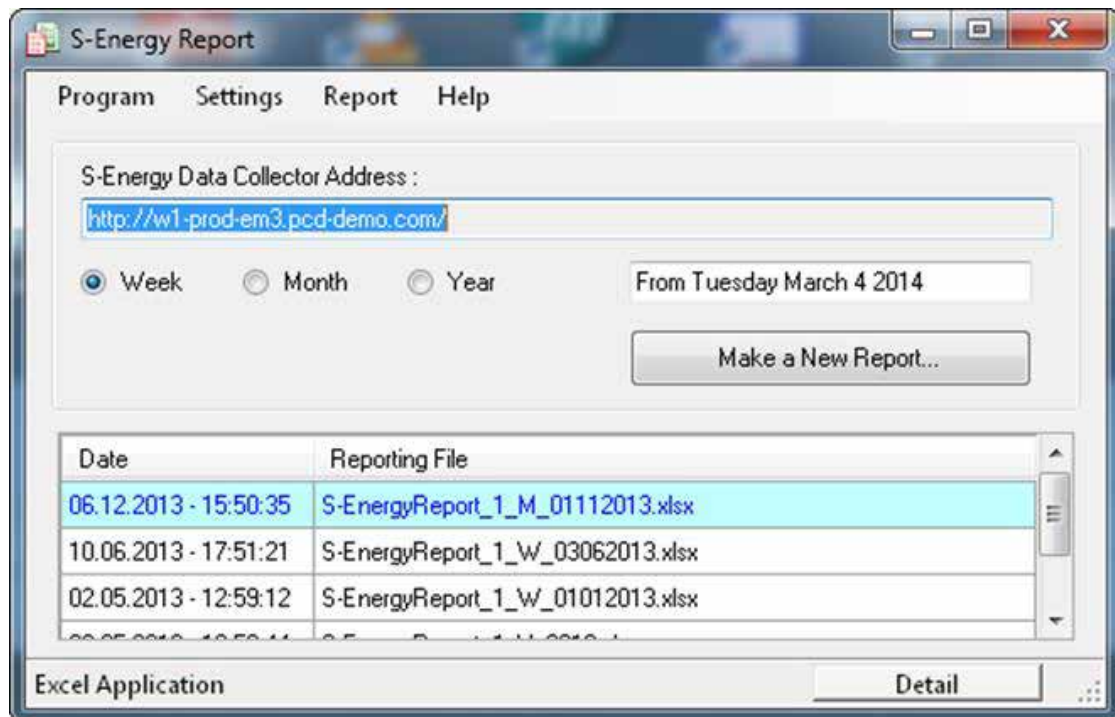 S-Energy Report
Program Settings Report Help
S-Energy Data Collector Address :
http://w1-prod-em3.pcd-demo.com/
Week Month Year From Tuesday March 4 2014
Make a New Report...
Date Reporting File
06.12.2013 - 15:50:35 S-EnergyReport_1_M_01112013.xlsx
10.06.2013 - 17:51:21 S-EnergyReport_1_W_03062013.xlsx
02.05.2013 - 12:59:12 S-EnergyReport_1_W_01012013.xlsx
Excel Application Detail